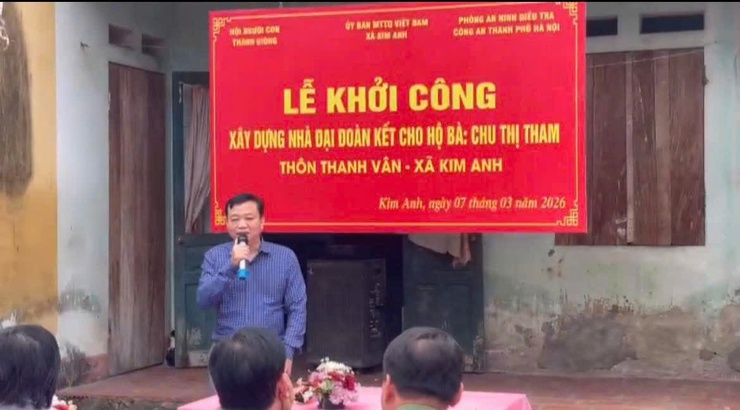 HỘI NGƯỜI CON
THÁNH GIÓNG
ỦY BAN MTTQ VIỆT NAM
XÃ KIM ANH
PHÒNG AN NINH ĐIỀU TRA
CÔNG AN THÀNH PHỐ HÀ NỘI
LỄ KHỞI CÔNG
XÂY DỰNG NHÀ ĐẠI ĐOÀN KẾT CHO HỘ BÀ: CHU THỊ THAM
THÔN THANH VÂN - XÃ KIM ANH
Kim Anh, ngày 07 tháng 03 năm 2026